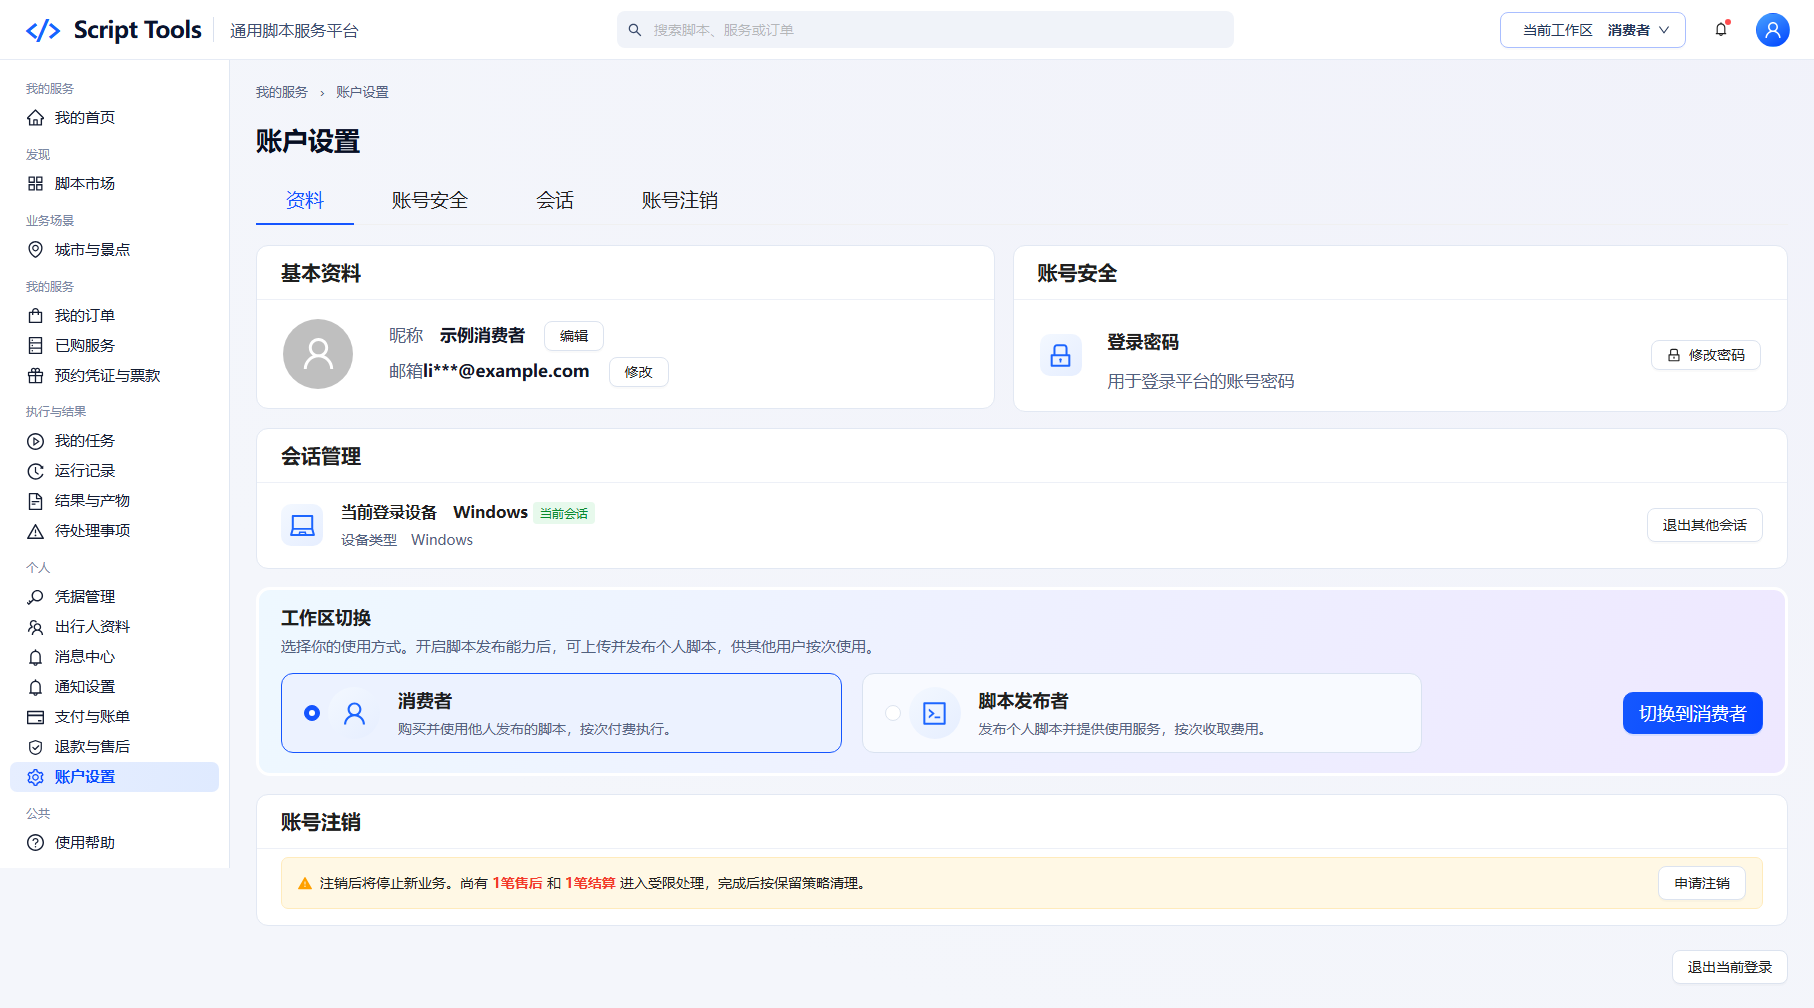 Script Tools 通用脚本服务平台 搜索脚本、服务或订单 当前工作区 消费者
我的服务
我的首页
发现
脚本市场
业务场景
城市与景点
我的服务
我的订单
已购服务
预约凭证与票款
执行与结果
我的任务
运行记录
结果与产物
待处理事项
个人
凭据管理
出行人资料
消息中心
通知设置
支付与账单
退款与售后
账户设置
公共
使用帮助
我的服务 › 账户设置
账户设置
资料 账号安全 会话 账号注销
基本资料
昵称 示例消费者 编辑
邮箱li***@example.com 修改
账号安全
登录密码
用于登录平台的账号密码
修改密码
会话管理
当前登录设备 Windows 当前会话
设备类型 Windows
退出其他会话
工作区切换
选择你的使用方式。开启脚本发布能力后，可上传并发布个人脚本，供其他用户按次使用。
消费者
购买并使用他人发布的脚本，按次付费执行。
脚本发布者
发布个人脚本并提供使用服务，按次收取费用。
切换到消费者
账号注销
注销后将停止新业务。尚有 1笔售后 和 1笔结算 进入受限处理，完成后按保留策略清理。
申请注销
退出当前登录